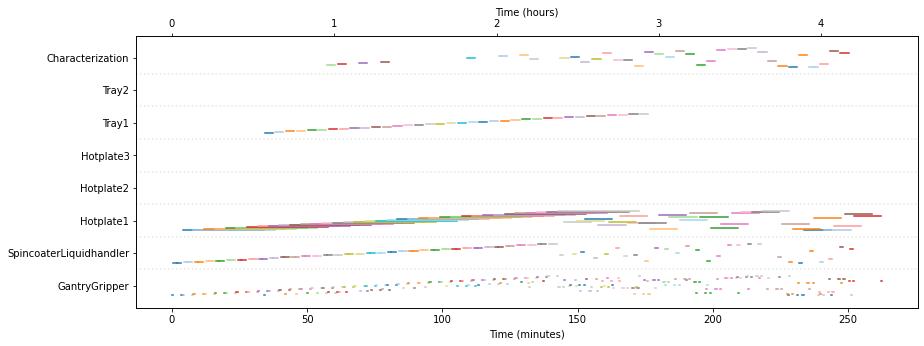 Time (hours)
0 1 2 3 4
Characterization
Tray2
Tray1
Hotplate3
Hotplate2
Hotplate1
SpincoaterLiquidhandler
GantryGripper
0 50 100 150 200 250
Time (minutes)